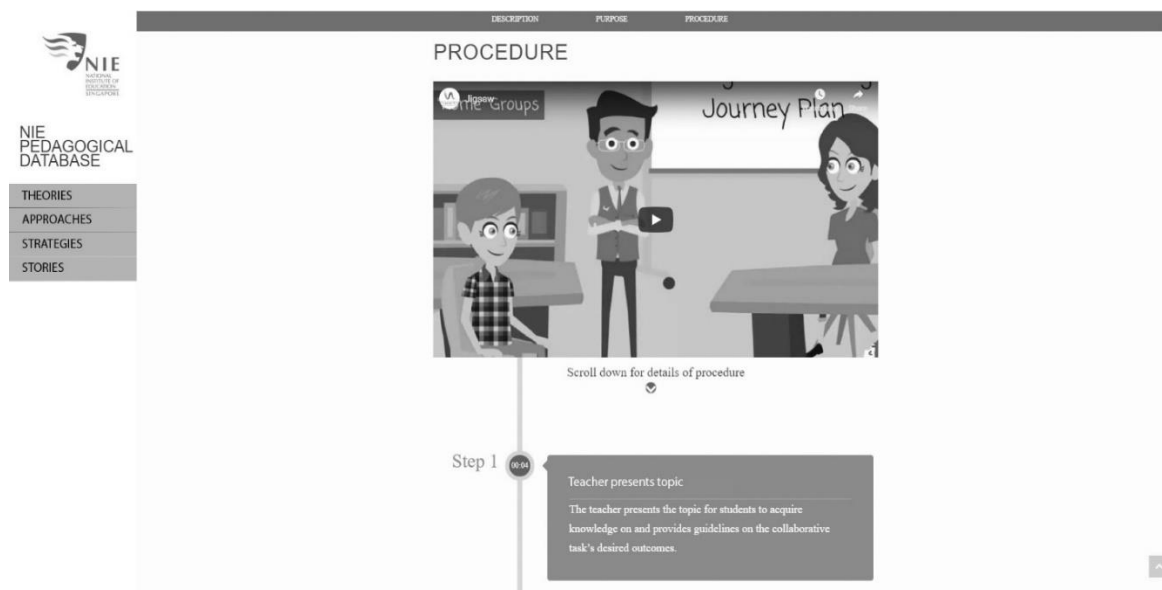 DESCRIPTION PURPOSE PROCEDURE
NIE
NATIONAL
INSTITUTE OF
EDUCATION
SINGAPORE
NIE
PEDAGOGICAL
DATABASE
THEORIES
APPROACHES
STRATEGIES
STORIES
PROCEDURE
Jigsaw
Home Groups
Journey Plan
Share
Scroll down for details of procedure
Step 1
00:04
Teacher presents topic
The teacher presents the topic for students to acquire
knowledge on and provides guidelines on the collaborative
task's desired outcomes.